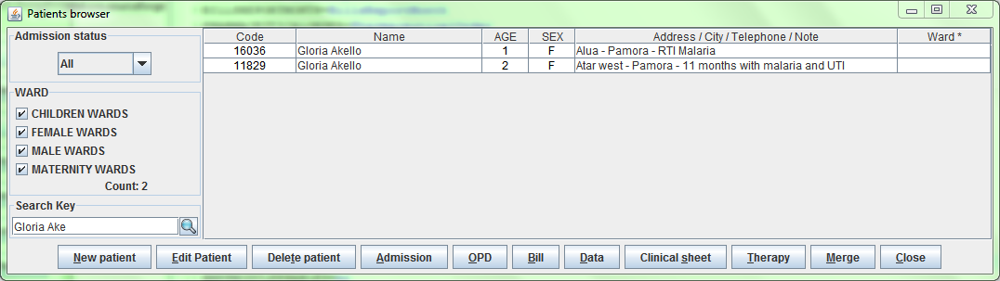 Patients browser
Admission status
All
WARD
CHILDREN WARDS
FEMALE WARDS
MALE WARDS
MATERNITY WARDS
Count: 2
Search Key
Gloria Ake
Code Name AGE SEX Address / City / Telephone / Note Ward *
16036 Gloria Akello 1 F Alua - Pamora - RTI Malaria
11829 Gloria Akello 2 F Atar west - Pamora - 11 months with malaria and UTI
New patient Edit Patient Delete patient Admission OPD Bill Data Clinical sheet Therapy Merge Close